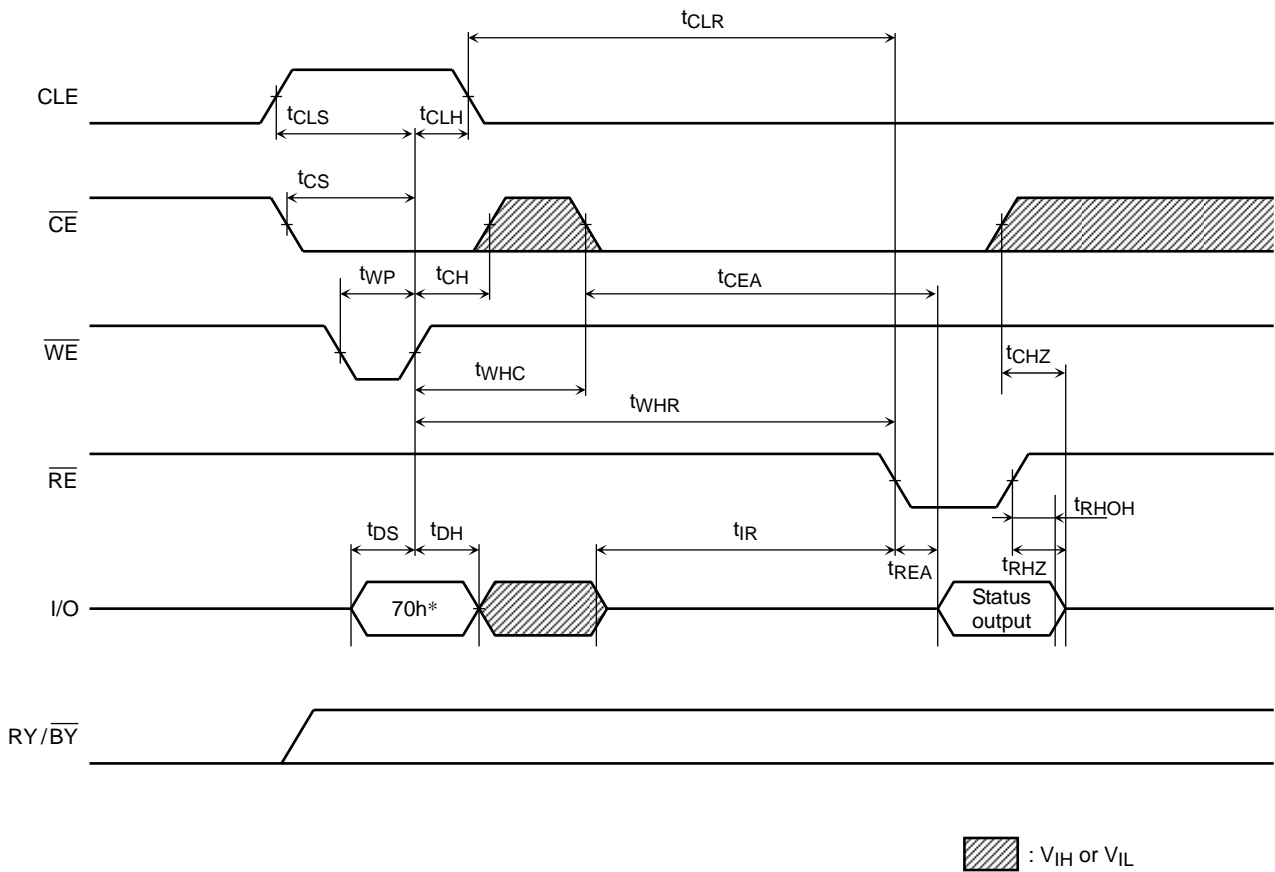 tCLR
CLE
tCLS
tCLH
tCS
CE
tWP
tCH
tCEA
WE
tCHZ
tWHC
tWHR
RE
tRHOH
tDS
tDH
tIR
tREA
tRHZ
I/O
70h*
Status
output
RY/BY
: VIH or VIL